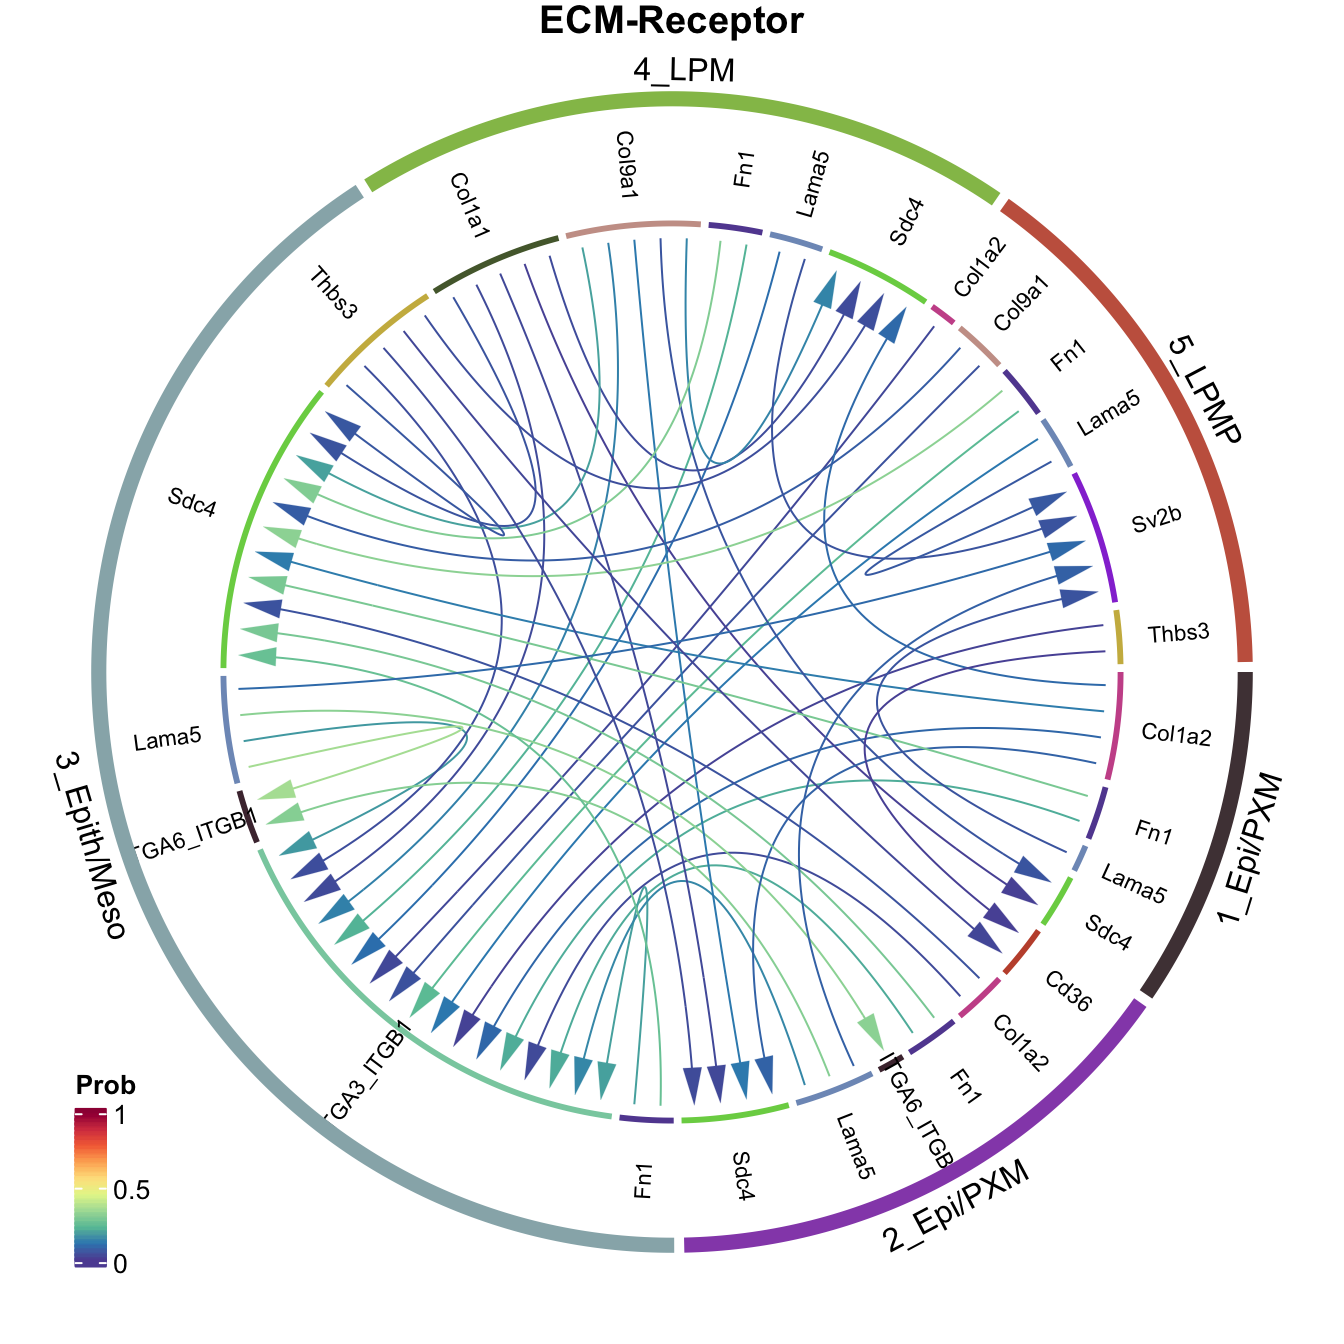 ECM-Receptor
4_LPM
Col9a1
Fn1
Lama5
Sdc4
Col1a1
Thbs3
Col1a2
Col9a1
Fn1
Lama5
5_LPMP
Sv2b
Thbs3
Sdc4
Lama5
3_Epith/Meso
GA6_ITGB1
GA3_ITGB1
Fn1
Sdc4
Lama5
ITGA6_ITGB
Fn1
Col1a2
2_Epi/PXM
Cd36
Sdc4
Lama5
Fn1
Col1a2
1_Epi/PXM
Prob
1
0.5
0